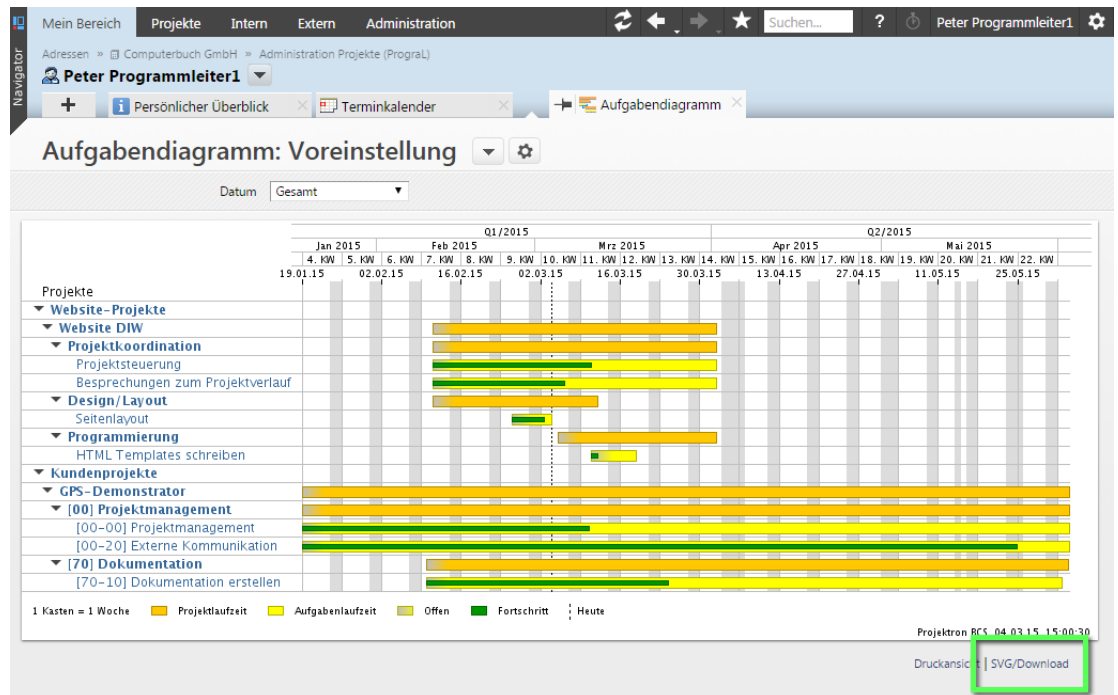 Mein Bereich Projekte Intern Extern Administration Suchen... ? Peter Programmleiter1
Navigator
Adressen » Computerbuch GmbH » Administration Projekte (PrograL)
Peter Programmleiter1
+ Persönlicher Überblick Terminkalender Aufgabendiagramm
Aufgabendiagramm: Voreinstellung
Datum Gesamt
Q1/2015 Q2/2015
Jan 2015 Feb 2015 Mrz 2015 Apr 2015 Mai 2015
4. KW 5. KW 6. KW 7. KW 8. KW 9. KW 10. KW 11. KW 12. KW 13. KW 14. KW 15. KW 16. KW 17. KW 18. KW 19. KW 20. KW 21. KW 22. KW
19.01.15 02.02.15 16.02.15 02.03.15 16.03.15 30.03.15 13.04.15 27.04.15 11.05.15 25.05.15
Projekte
Website-Projekte
Website DIW
Projektkoordination
Projektsteuerung
Besprechungen zum Projektverlauf
Design/Layout
Seitenlayout
Programmierung
HTML Templates schreiben
Kundenprojekte
GPS-Demonstrator
[00] Projektmanagement
[00-00] Projektmanagement
[00-20] Externe Kommunikation
[70] Dokumentation
[70-10] Dokumentation erstellen
1 Kasten = 1 Woche Projektlaufzeit Aufgabenlaufzeit Offen Fortschritt Heute
Projektron BCS, 04.03.15, 15:00:30
Druckansicht | SVG/Download